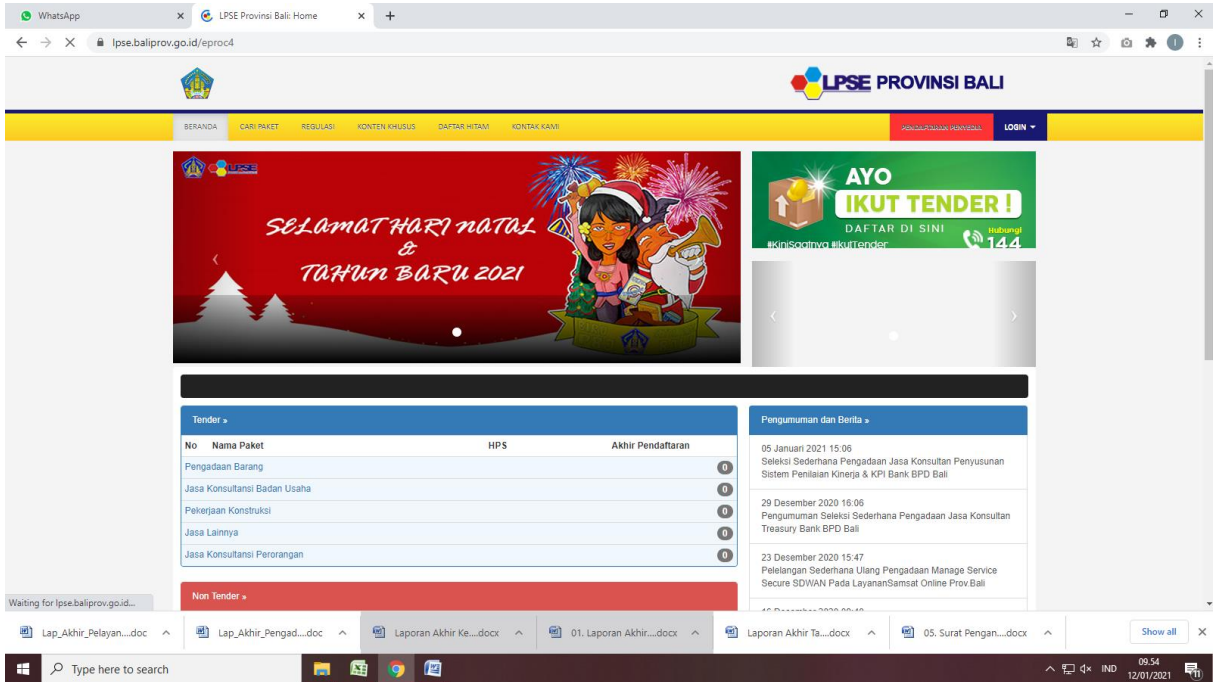 WhatsApp
LPSE Provinsi Bali: Home
lpse.baliprov.go.id/eproc4
LPSE PROVINSI BALI
BERANDA CARI PAKET REGULASI KONTEN KHUSUS DAFTAR HITAM KONTAK KAMI
PENDAFTARAN PENYEDIA LOGIN
LPSE
SELAMAT HARI NATAL
&
TAHUN BARU 2021
AYO
IKUT TENDER !
DAFTAR DI SINI
Hubungi
144
#KiniSaatnya #IkutTender
Tender »
No Nama Paket HPS Akhir Pendaftaran
Pengadaan Barang 0
Jasa Konsultansi Badan Usaha 0
Pekerjaan Konstruksi 0
Jasa Lainnya 0
Jasa Konsultansi Perorangan 0
Non Tender »
Pengumuman dan Berita »
05 Januari 2021 15:06
Seleksi Sederhana Pengadaan Jasa Konsultan Penyusunan
Sistem Penilaian Kinerja & KPI Bank BPD Bali
29 Desember 2020 16:06
Pengumuman Seleksi Sederhana Pengadaan Jasa Konsultan
Treasury Bank BPD Bali
23 Desember 2020 15:47
Pelelangan Sederhana Ulang Pengadaan Manage Service
Secure SDWAN Pada LayananSamsat Online Prov.Bali
Waiting for lpse.baliprov.go.id...
Lap_Akhir_Pelayan....doc
Lap_Akhir_Pengad....doc
Laporan Akhir Ke....docx
01. Laporan Akhir....docx
Laporan Akhir Ta....docx
05. Surat Pengan....docx
Show all
Type here to search
IND
09.54
12/01/2021